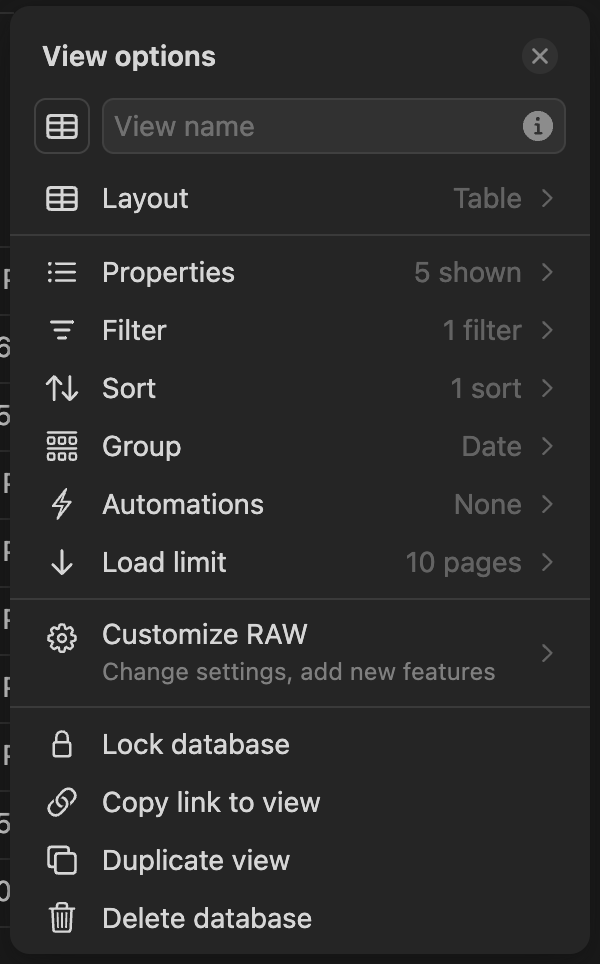 View options
View name
Layout Table
Properties 5 shown
Filter 1 filter
Sort 1 sort
Group Date
Automations None
Load limit 10 pages
Customize RAW
Change settings, add new features
Lock database
Copy link to view
Duplicate view
Delete database